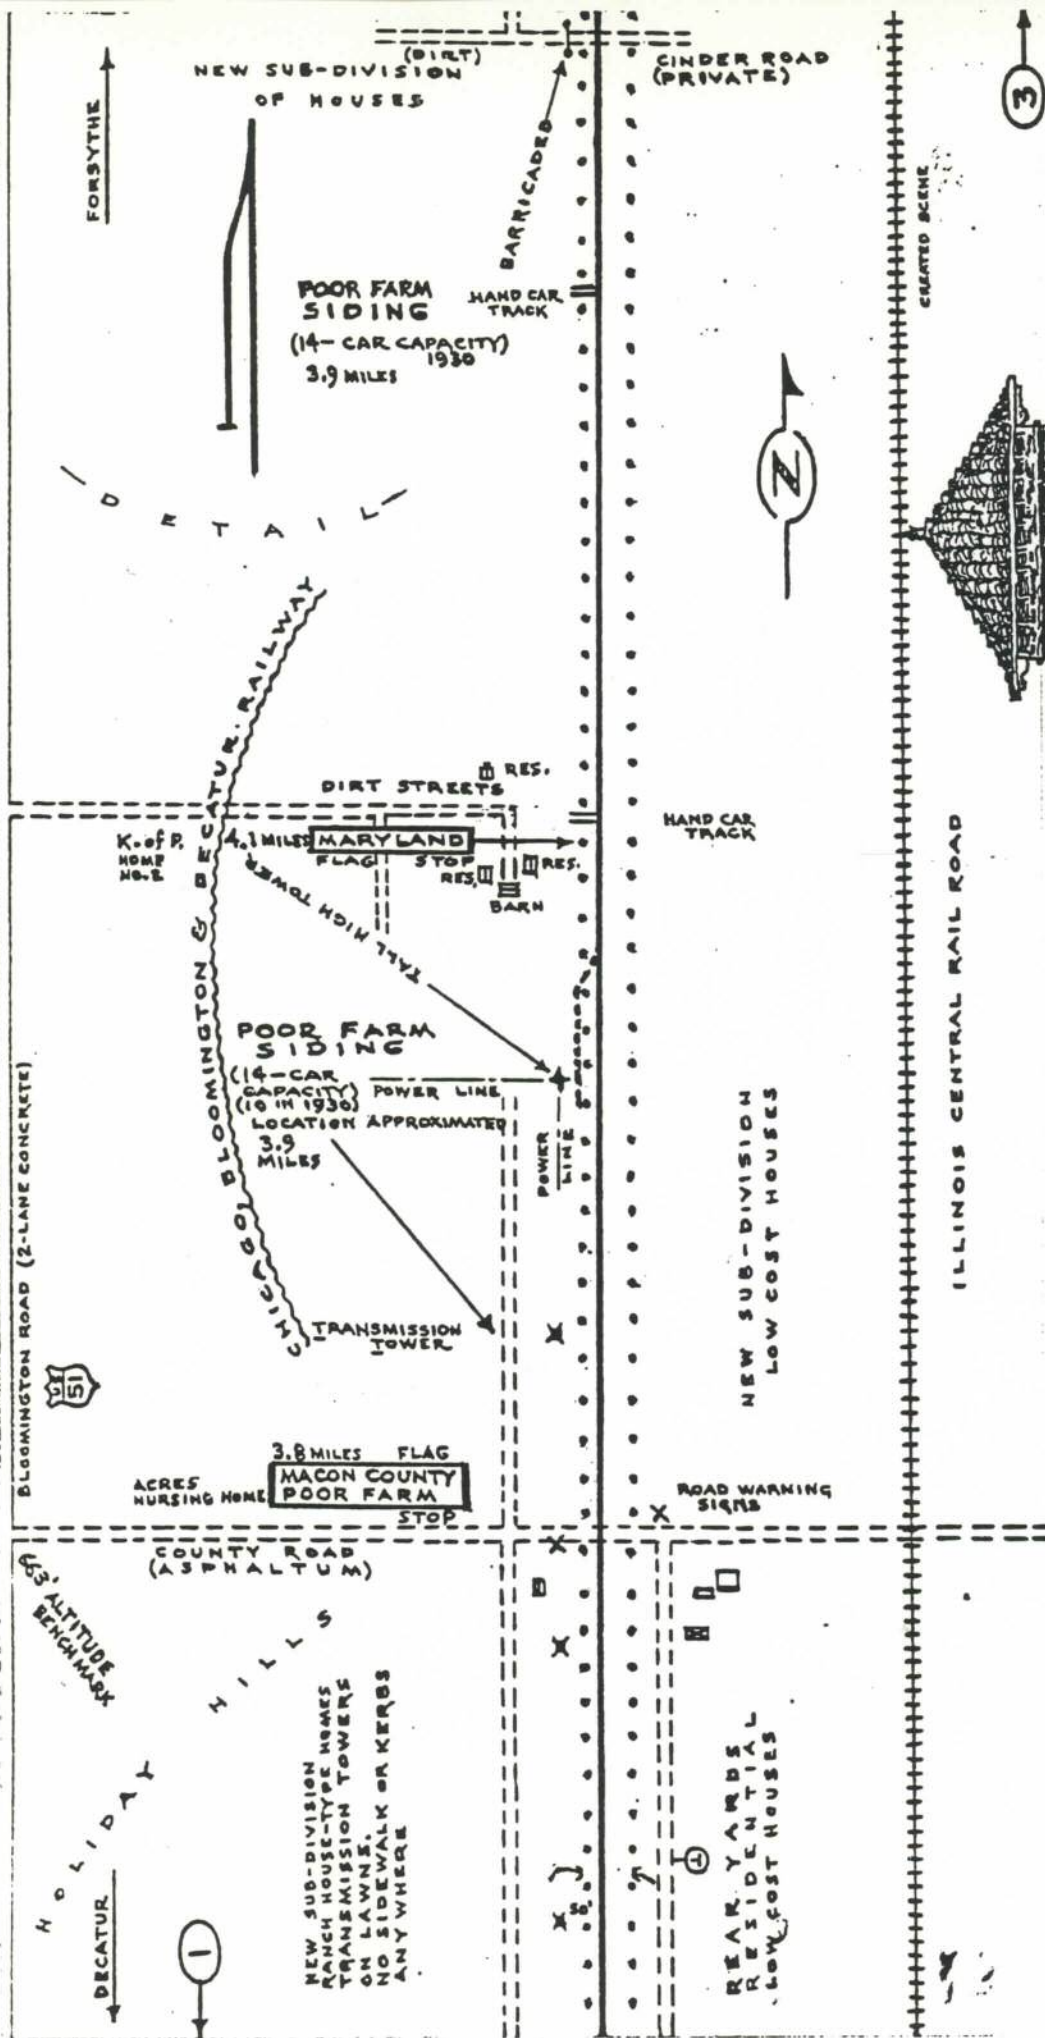 FORSYTHE
NEW SUB-DIVISION
OF HOUSES
(DIRT)
CINDER ROAD
(PRIVATE)
3
BARRICADED
CREATED SCENE
POOR FARM
SIDING
(14-CAR CAPACITY)
1930
3.9 MILES
HAND CAR
TRACK
N
DETAIL
CHICAGO, BLOOMINGTON & DECATUR RAILWAY
DIRT STREETS
RES.
K. of P.
HOME
NO. 2
4.1 MILES
MARYLAND
FLAG STOP
RES.
RES.
BARN
HAND CAR
TRACK
TALL HIGH TOWER
POOR FARM
SIDING
(14-CAR
CAPACITY)
(10 IN 1930)
LOCATION APPROXIMATED
3.9
MILES
POWER LINE
POWER
LINE
BLOOMINGTON ROAD (2-LANE CONCRETE)
US
51
TRANSMISSION
TOWER
NEW SUB-DIVISION
LOW COST HOUSES
ILLINOIS CENTRAL RAIL ROAD
3.8 MILES FLAG
MACON COUNTY
POOR FARM
STOP
ACRES
NURSING HOME
ROAD WARNING
SIGNS
COUNTY ROAD
(ASPHALTUM)
ALTITUDE
BENCH MARK
HOLIDAY HILLS
DECATUR
1
NEW SUB-DIVISION
RANCH HOUSE-TYPE HOMES
TRANSMISSION TOWERS
ON LAWNS.
NO SIDEWALK OR KERBS
ANYWHERE
50'
T
REAR YARDS
RESIDENTIAL
LOW COST HOUSES